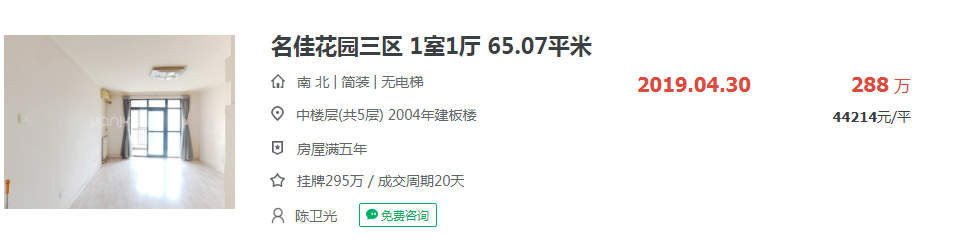 名佳花园三区 1室1厅 65.07平米
南 北 | 简装 | 无电梯
2019.04.30
288 万
中楼层(共5层) 2004年建板楼
44214元/平
房屋满五年
挂牌295万 / 成交周期20天
陈卫光
免费咨询